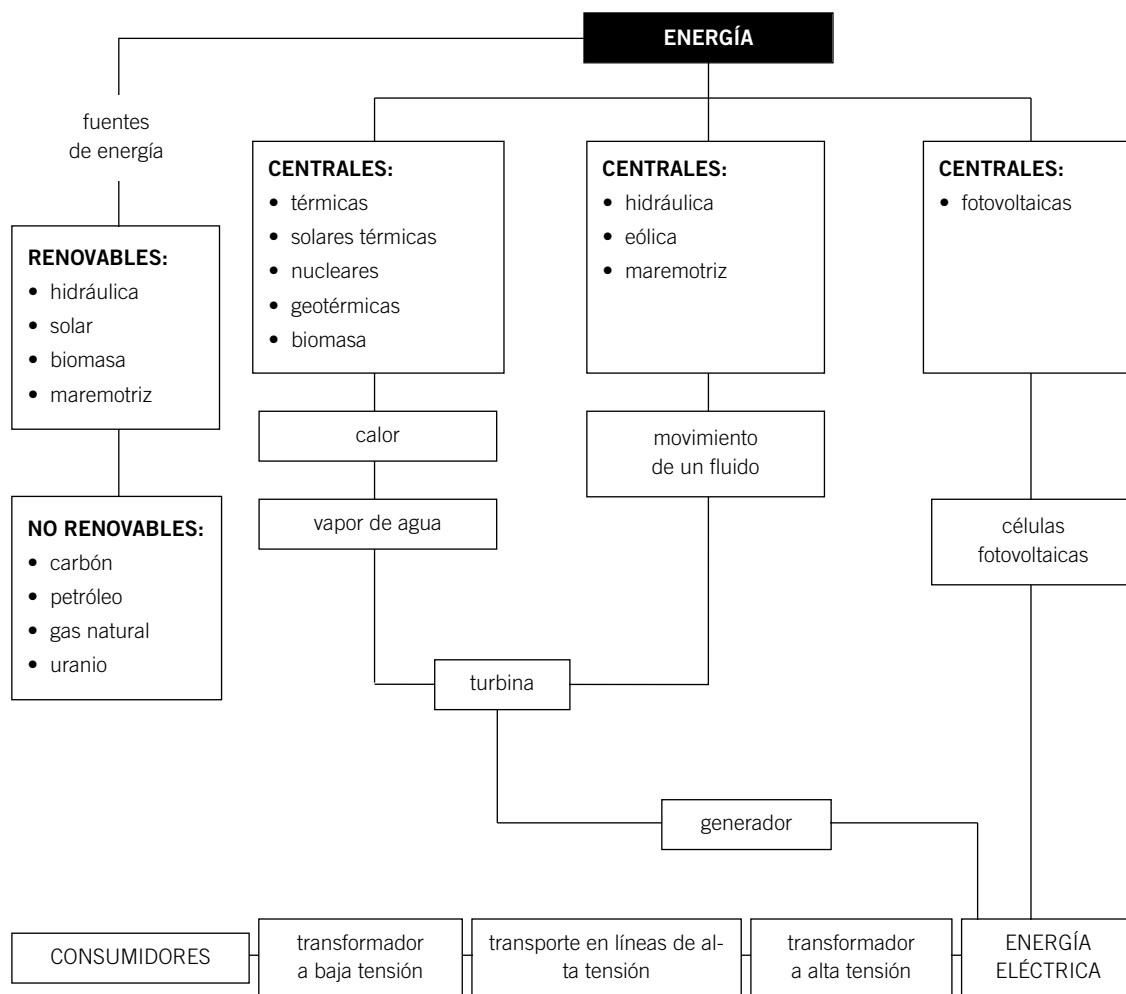 ENERGÍA
fuentes
de energía
RENOVABLES:
• hidráulica
• solar
• biomasa
• maremotriz
NO RENOVABLES:
• carbón
• petróleo
• gas natural
• uranio
CENTRALES:
• térmicas
• solares térmicas
• nucleares
• geotérmicas
• biomasa
calor
vapor de agua
CENTRALES:
• hidráulica
• eólica
• maremotriz
movimiento
de un fluido
CENTRALES:
• fotovoltaicas
células
fotovoltaicas
turbina
generador
CONSUMIDORES
transformador
a baja tensión
transporte en líneas de al-
ta tensión
transformador
a alta tensión
ENERGÍA
ELÉCTRICA